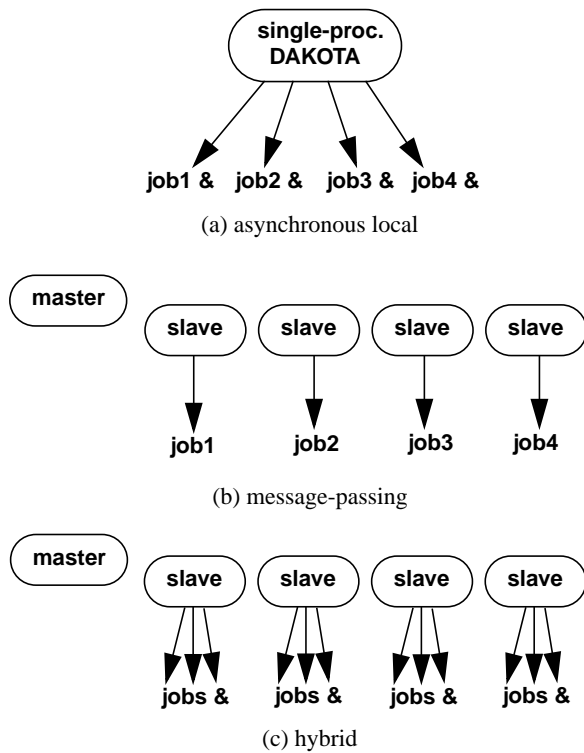 single-proc.
DAKOTA
job1 & job2 & job3 & job4 &
(a) asynchronous local
master
slave slave slave slave
job1 job2 job3 job4
(b) message-passing
master
slave slave slave slave
jobs & jobs & jobs & jobs &
(c) hybrid